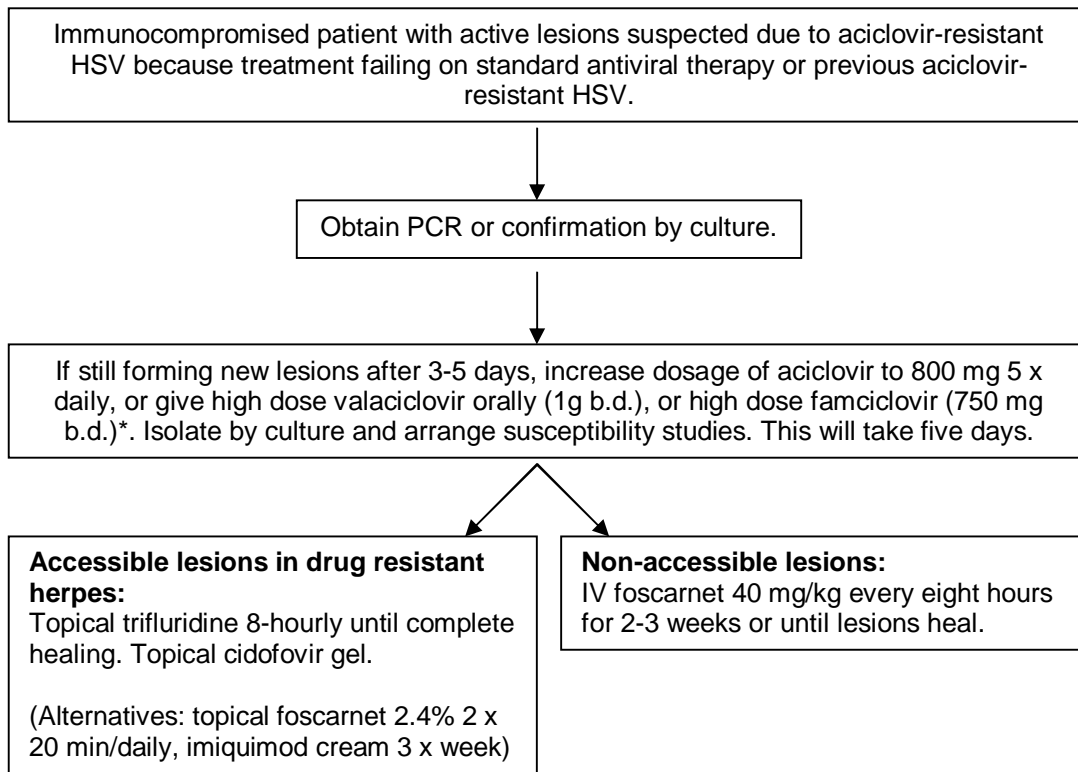 Immunocompromised patient with active lesions suspected due to aciclovir-resistant
HSV because treatment failing on standard antiviral therapy or previous aciclovir-
resistant HSV.
Obtain PCR or confirmation by culture.
If still forming new lesions after 3-5 days, increase dosage of aciclovir to 800 mg 5 x
daily, or give high dose valaciclovir orally (1g b.d.), or high dose famciclovir (750 mg
b.d.)*. Isolate by culture and arrange susceptibility studies. This will take five days.
Accessible lesions in drug resistant
herpes:
Topical trifluridine 8-hourly until complete
healing. Topical cidofovir gel.
(Alternatives: topical foscarnet 2.4% 2 x
20 min/daily, imiquimod cream 3 x week)
Non-accessible lesions:
IV foscarnet 40 mg/kg every eight hours
for 2-3 weeks or until lesions heal.